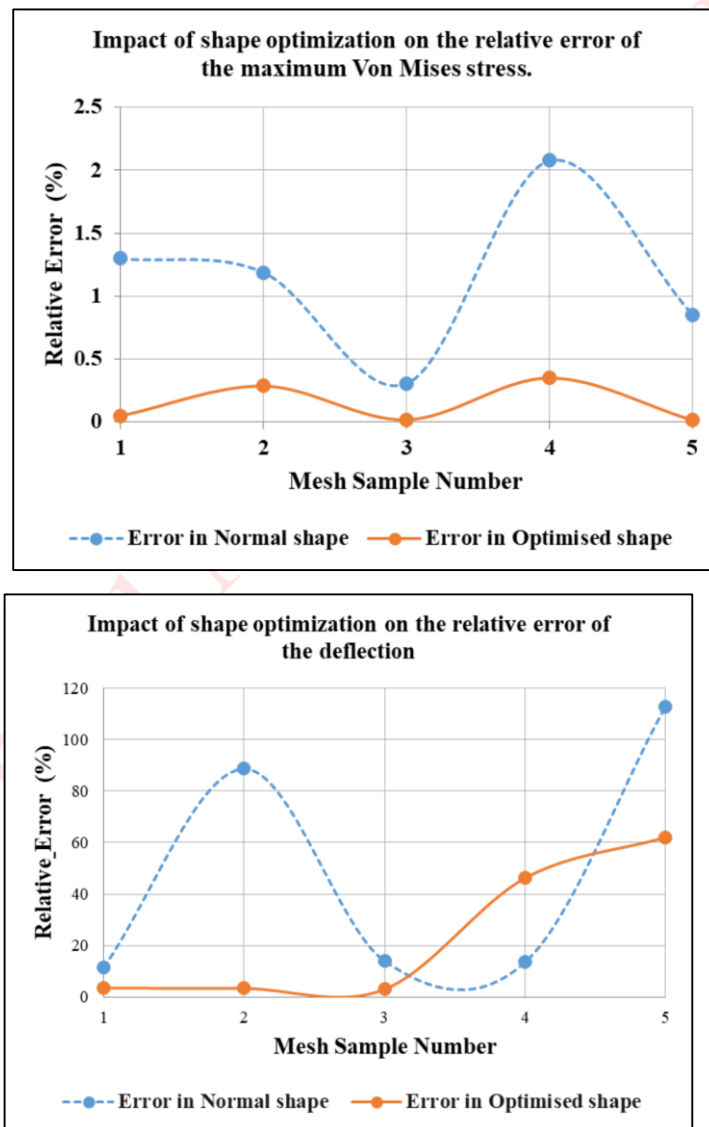 Impact of shape optimization on the relative error of
the maximum Von Mises stress.
2.5
2
1.5
1
0.5
0
Relative Error (%)
1 2 3 4 5
Mesh Sample Number
Error in Normal shape Error in Optimised shape
Impact of shape optimization on the relative error of
the deflection
120
100
80
60
40
20
0
Relative_Error (%)
1 2 3 4 5
Mesh Sample Number
Error in Normal shape Error in Optimised shape